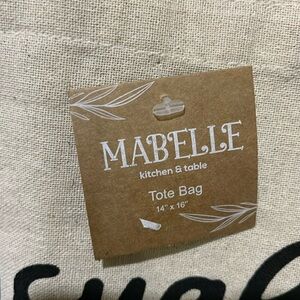 MABELLE
kitchen & table
Tote Bag
14" x 16"